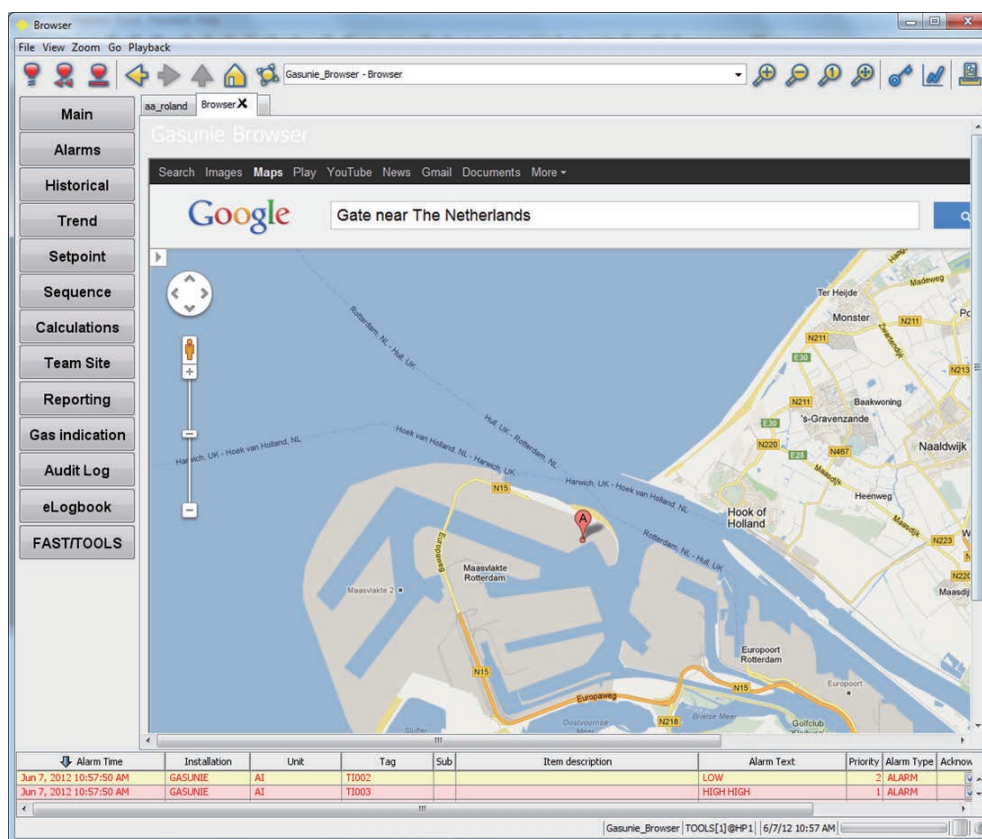 Browser
File View Zoom Go Playback
Gasunie_Browser - Browser
aa_roland Browser
Main
Alarms
Historical
Trend
Setpoint
Sequence
Calculations
Team Site
Reporting
Gas indication
Audit Log
eLogbook
FAST/TOOLS
Gasunie Browser
Search Images Maps Play YouTube News Gmail Documents More
Google
Gate near The Netherlands
Madeweg
Ter Heijde
Monster
N211
Zwartendijk
N211
E30
N213
Rotterdam, NL - Hull, UK
N211
Baakwoning
's-Gravenzande
E30
N220
N467
E25
Naaldwijk
Maasdijk
Hull, UK - Rotterdam, NL
Hoek van Holland, NL - Harwich, UK
Harwich, UK - Hoek van Holland, NL
Harwich, UK - Hoek van Holland, NL
N15
Heenweg
Hook of
Holland
Maasdijk
A
N223
Rotterdam, NL - Hull, UK
Europaweg
Maasvlakte
Rotterdam
Maasvlakte 2
N220
Europoort
Rotterdam
N15
Europoort
N15
Europaweg
N218
Oostvoornse
Meer
Brielse Meer
Golfclub
Slufter
Alarm Time Installation Unit Tag Sub Item description Alarm Text Priority Alarm Type Acknow
Jun 7, 2012 10:57:50 AM GASUNIE AI TI002 LOW 2 ALARM
Jun 7, 2012 10:57:50 AM GASUNIE AI TI003 HIGH HIGH 1 ALARM
Gasunie_Browser TOOLS[1]@HP1 6/7/12 10:57 AM